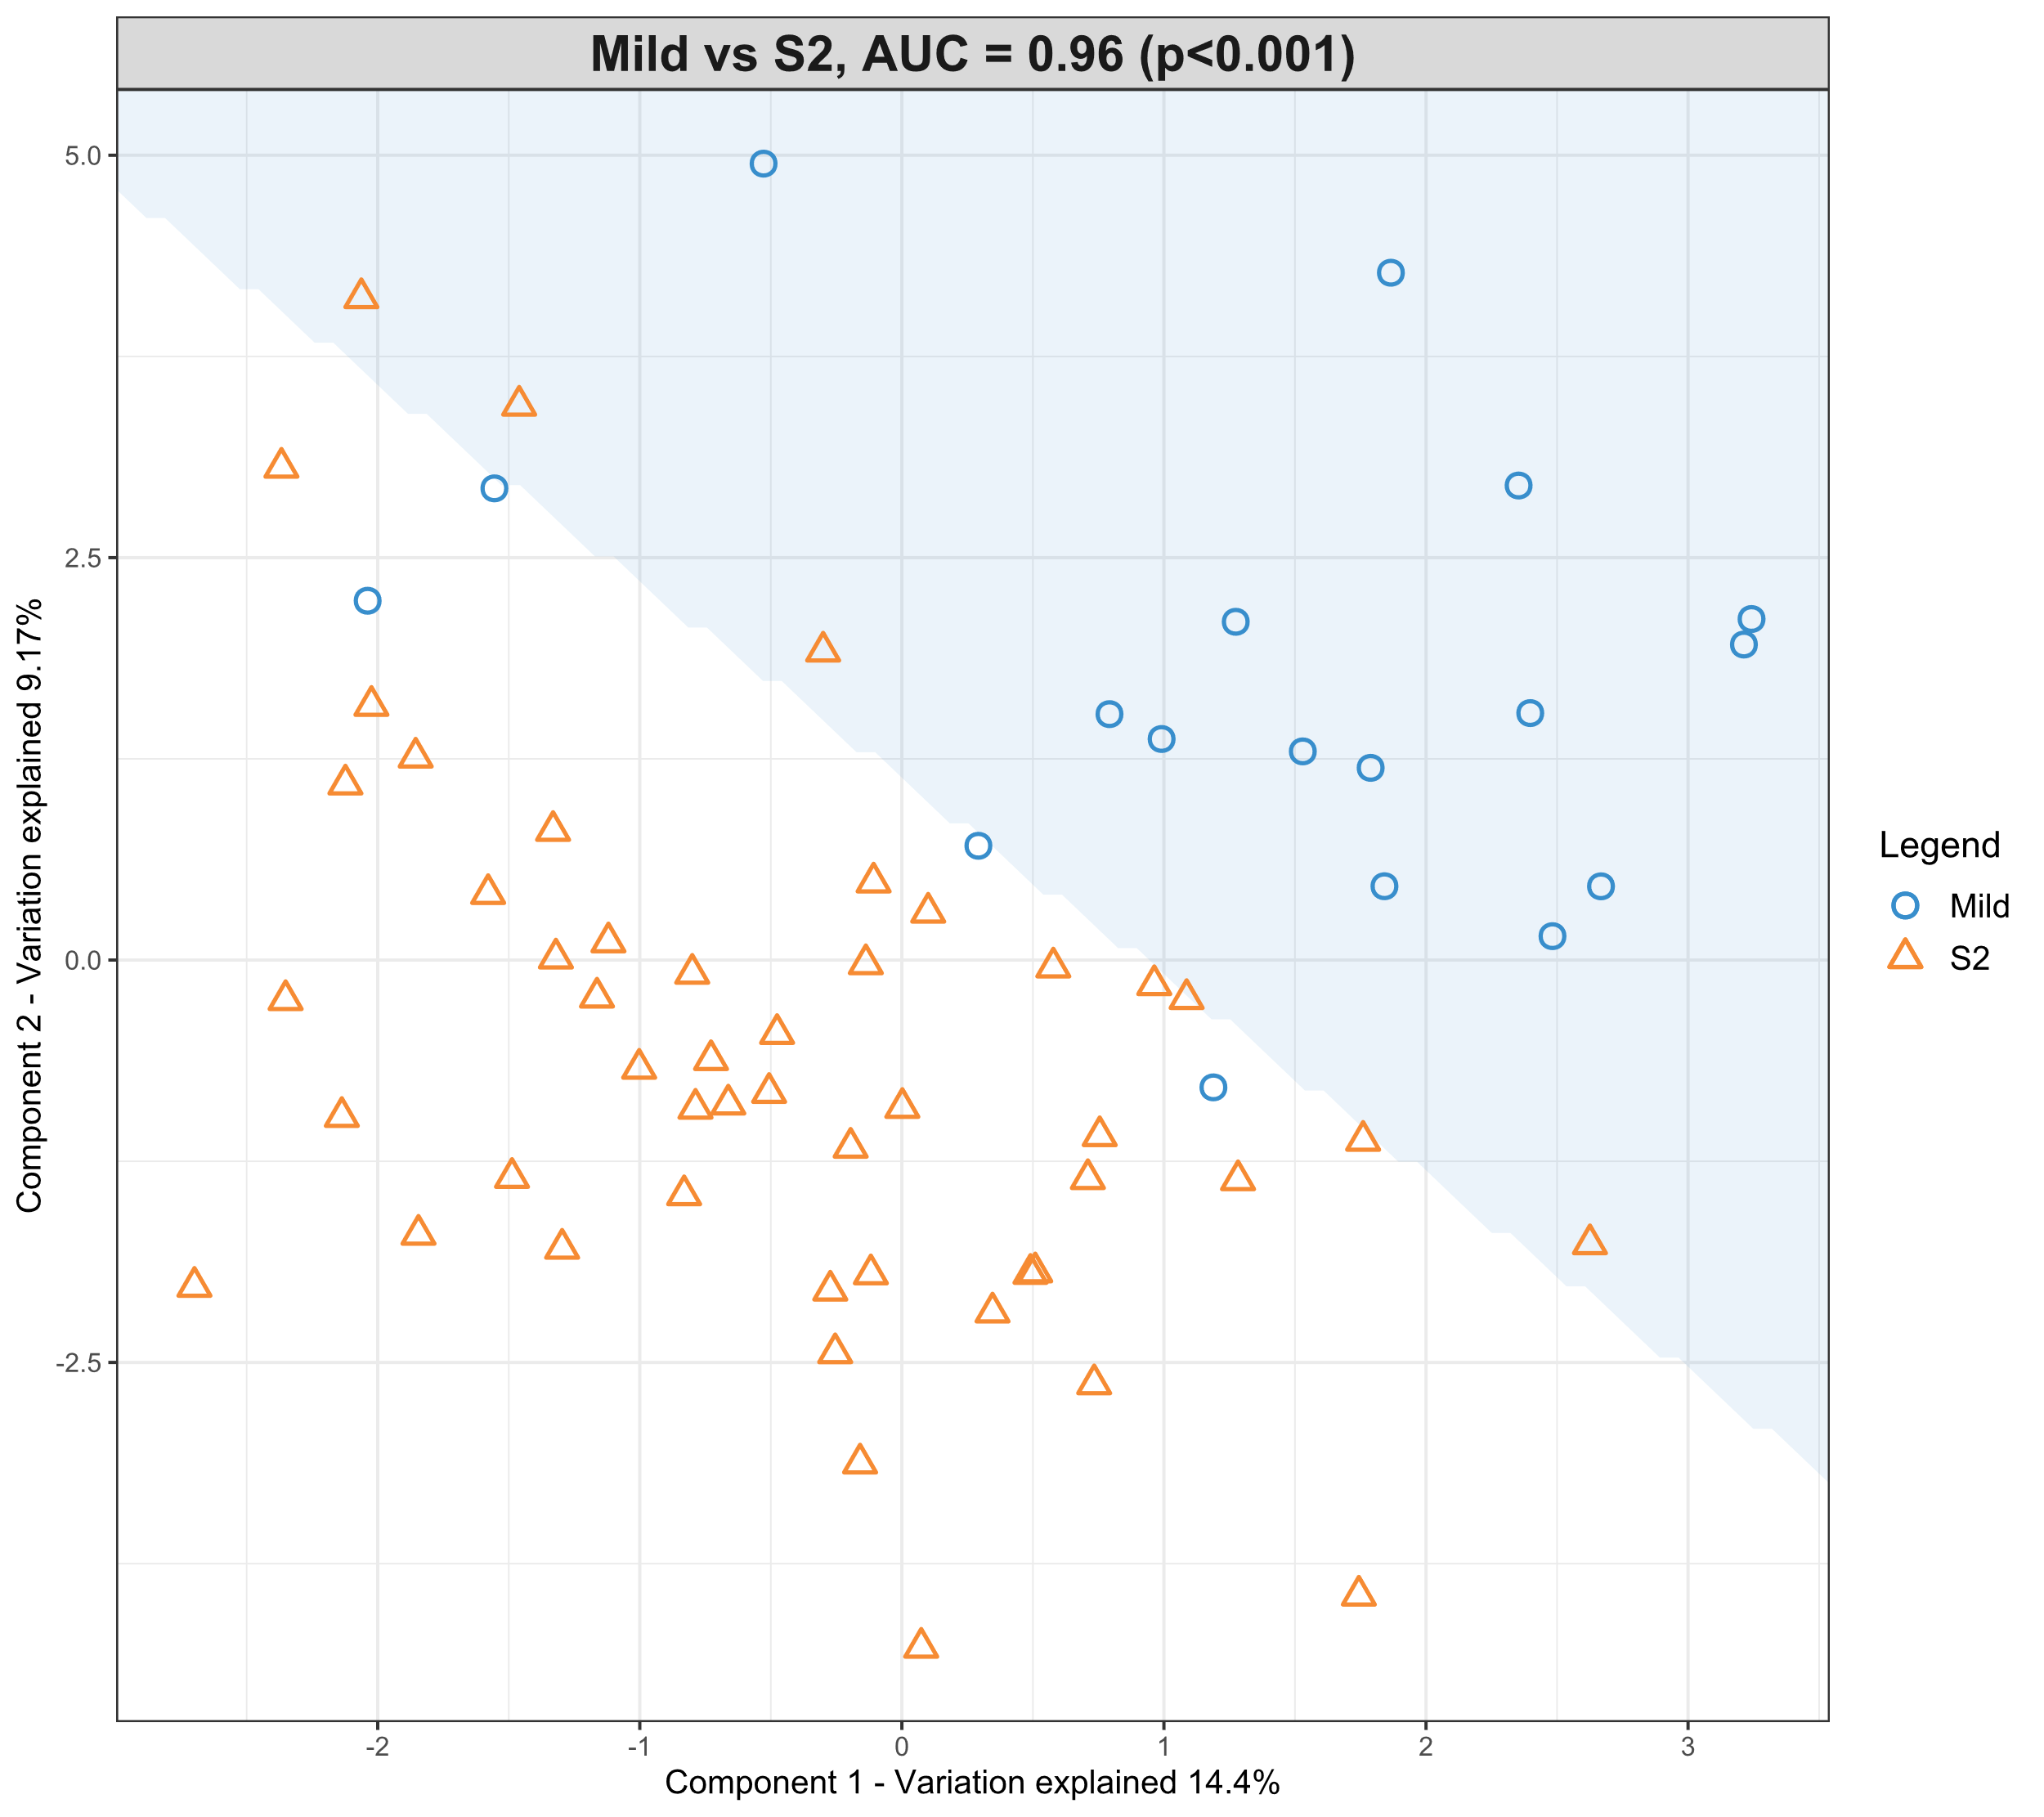 Mild vs S2, AUC = 0.96 (p<0.001)
5.0
2.5
0.0
-2.5
Component 2 - Variation explained 9.17%
-2
-1
0
1
2
3
Component 1 - Variation explained 14.4%
Legend
Mild
S2